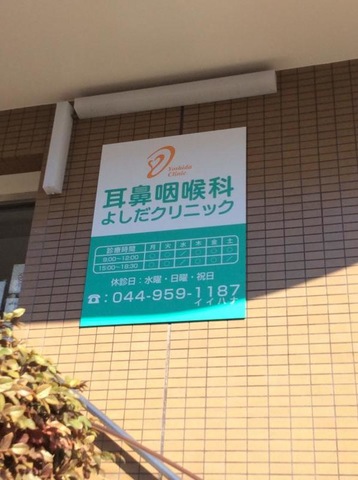 Yoshida
Clinic
耳鼻咽喉科
よしだクリニック
診療時間 月 火 水 木 金 土
9:00～12:00
15:00～18:30
休診日：水曜・日曜・祝日
☎：044-959-1187
イイハナ